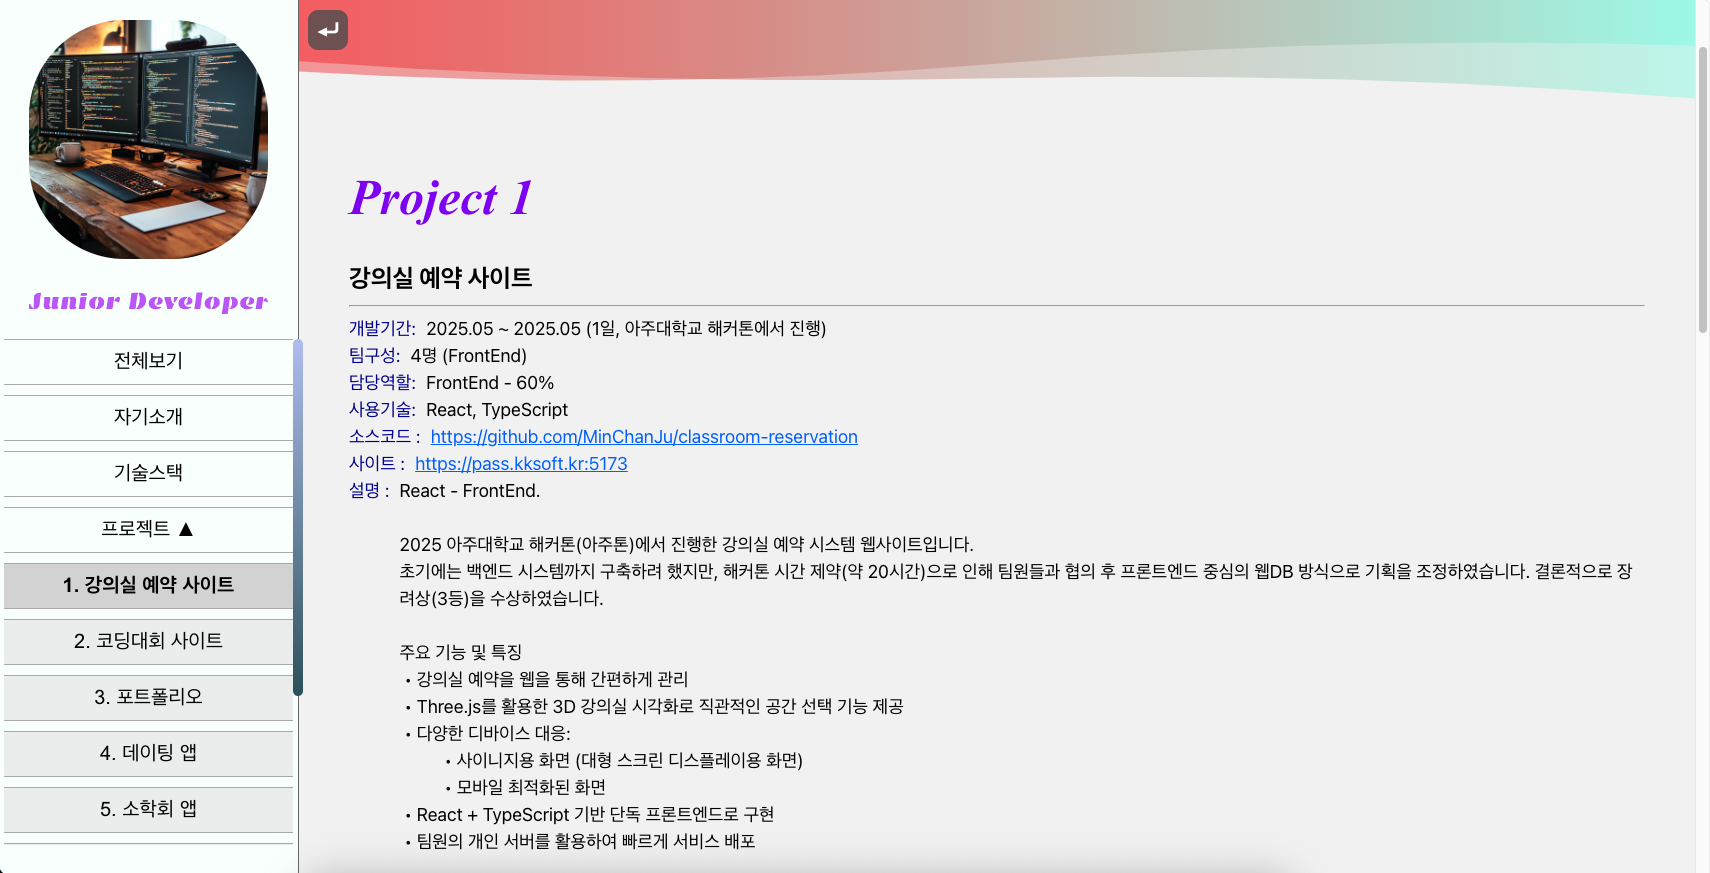 Junior Developer
전체보기
자기소개
기술스택
프로젝트 ▲
1. 강의실 예약 사이트
2. 코딩대회 사이트
3. 포트폴리오
4. 데이팅 앱
5. 소학회 앱
Project 1
강의실 예약 사이트
개발기간: 2025.05 ~ 2025.05 (1일, 아주대학교 해커톤에서 진행)
팀구성: 4명 (FrontEnd)
담당역할: FrontEnd - 60%
사용기술: React, TypeScript
소스코드 : https://github.com/MinChanJu/classroom-reservation
사이트 : https://pass.kksoft.kr:5173
설명 : React - FrontEnd.
2025 아주대학교 해커톤(아주톤)에서 진행한 강의실 예약 시스템 웹사이트입니다.
초기에는 백엔드 시스템까지 구축하려 했지만, 해커톤 시간 제약(약 20시간)으로 인해 팀원들과 협의 후 프론트엔드 중심의 웹DB 방식으로 기획을 조정하였습니다. 결론적으로 장
려상(3등)을 수상하였습니다.
주요 기능 및 특징
• 강의실 예약을 웹을 통해 간편하게 관리
• Three.js를 활용한 3D 강의실 시각화로 직관적인 공간 선택 기능 제공
• 다양한 디바이스 대응:
• 사이니지용 화면 (대형 스크린 디스플레이용 화면)
• 모바일 최적화된 화면
• React + TypeScript 기반 단독 프론트엔드로 구현
• 팀원의 개인 서버를 활용하여 빠르게 서비스 배포